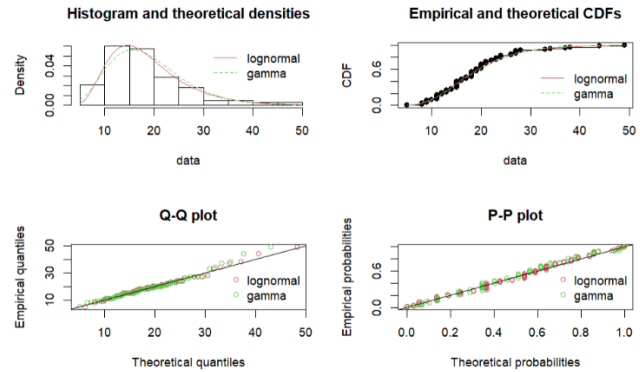 Histogram and theoretical densities
Density
0.00
0.04
lognormal
gamma
10 20 30 40 50
data
Empirical and theoretical CDFs
CDF
0.0
0.6
lognormal
gamma
10 20 30 40 50
data
Q-Q plot
Empirical quantiles
10
30
50
lognormal
gamma
10 20 30 40 50
Theoretical quantiles
P-P plot
Empirical probabilities
0.0
0.6
lognormal
gamma
0.0 0.2 0.4 0.6 0.8 1.0
Theoretical probabilities